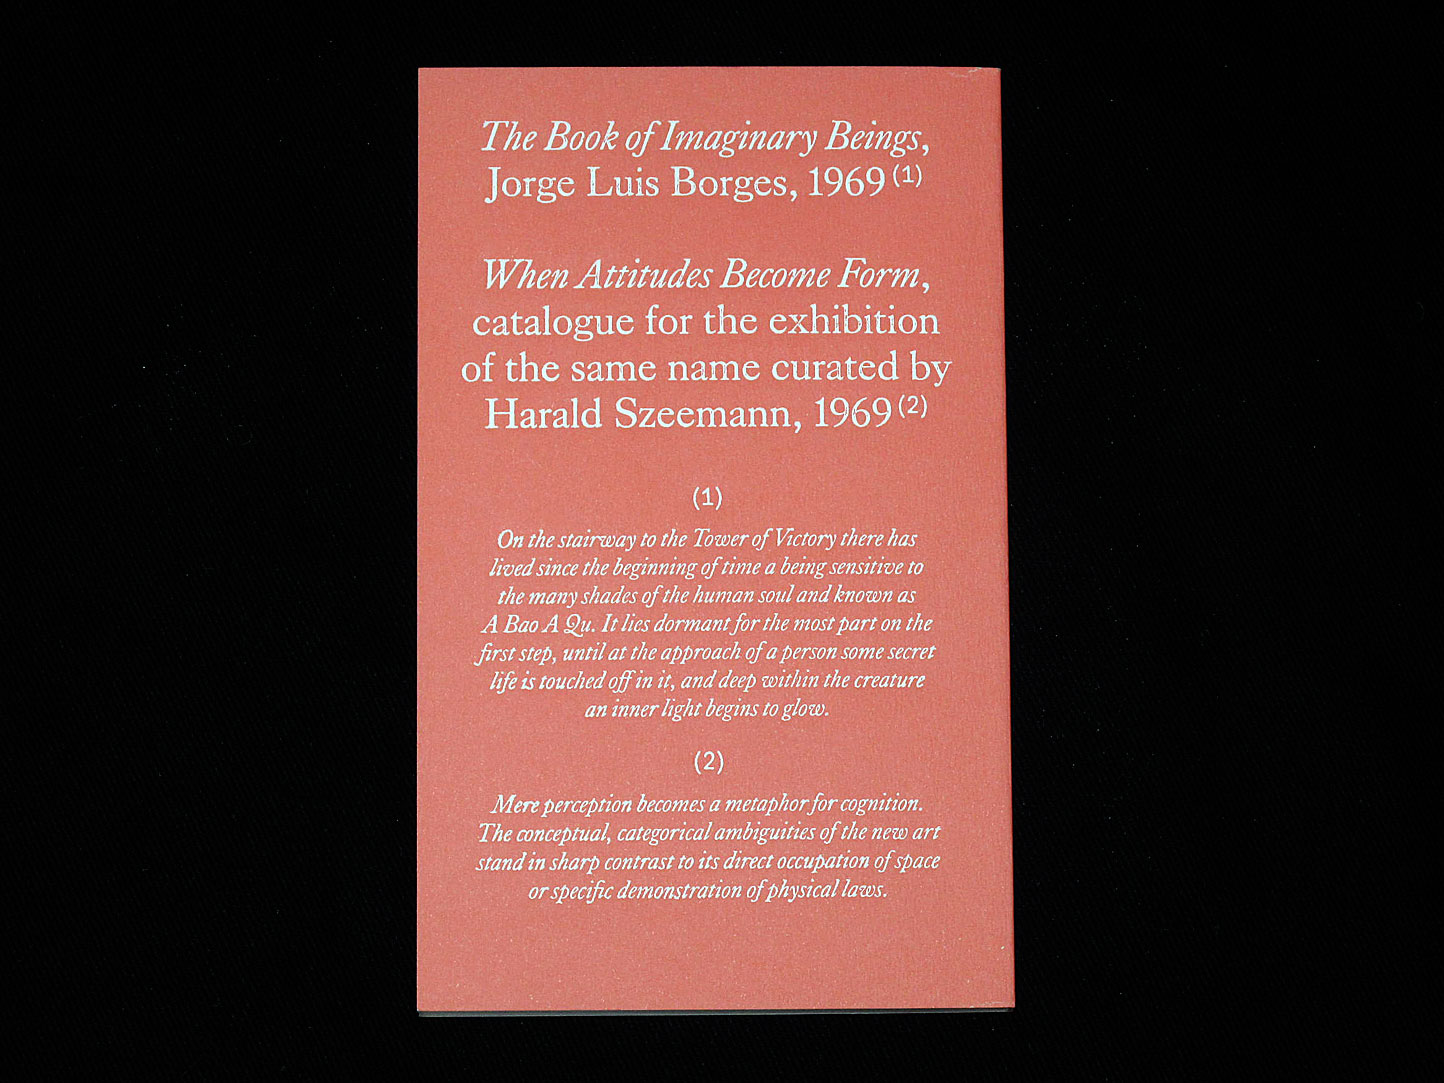 The Book of Imaginary Beings,
Jorge Luis Borges, 1969 (1)
When Attitudes Become Form,
catalogue for the exhibition
of the same name curated by
Harald Szeemann, 1969 (2)
(1)
On the stairway to the Tower of Victory there has
lived since the beginning of time a being sensitive to
the many shades of the human soul and known as
A Bao A Qu. It lies dormant for the most part on the
first step, until at the approach of a person some secret
life is touched off in it, and deep within the creature
an inner light begins to glow.
(2)
Mere perception becomes a metaphor for cognition.
The conceptual, categorical ambiguities of the new art
stand in sharp contrast to its direct occupation of space
or specific demonstration of physical laws.